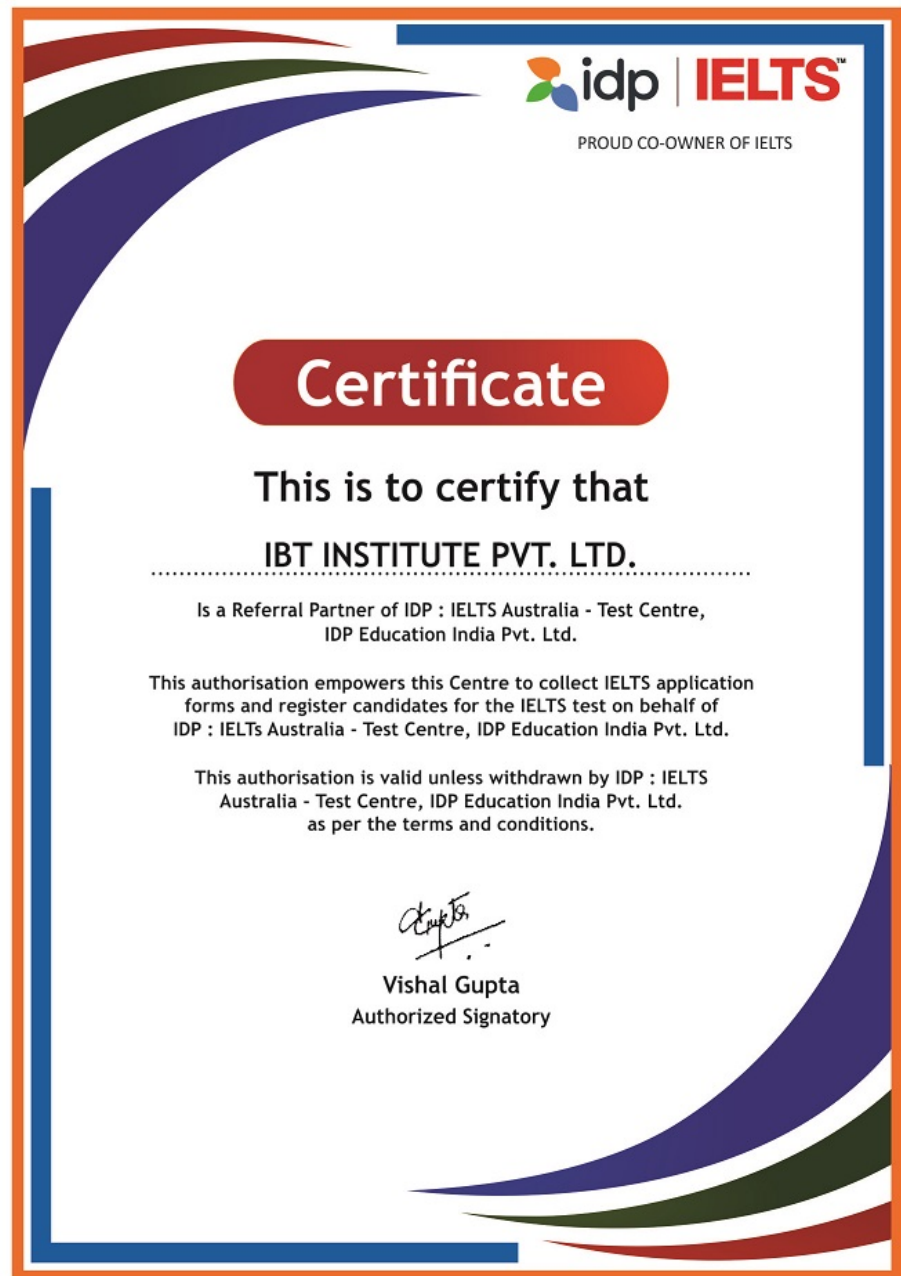 idp | IELTS™
PROUD CO-OWNER OF IELTS
Certificate
This is to certify that
IBT INSTITUTE PVT. LTD.
Is a Referral Partner of IDP : IELTS Australia - Test Centre,
IDP Education India Pvt. Ltd.
This authorisation empowers this Centre to collect IELTS application
forms and register candidates for the IELTS test on behalf of
IDP : IELTs Australia - Test Centre, IDP Education India Pvt. Ltd.
This authorisation is valid unless withdrawn by IDP : IELTS
Australia - Test Centre, IDP Education India Pvt. Ltd.
as per the terms and conditions.
Vishal Gupta
Authorized Signatory